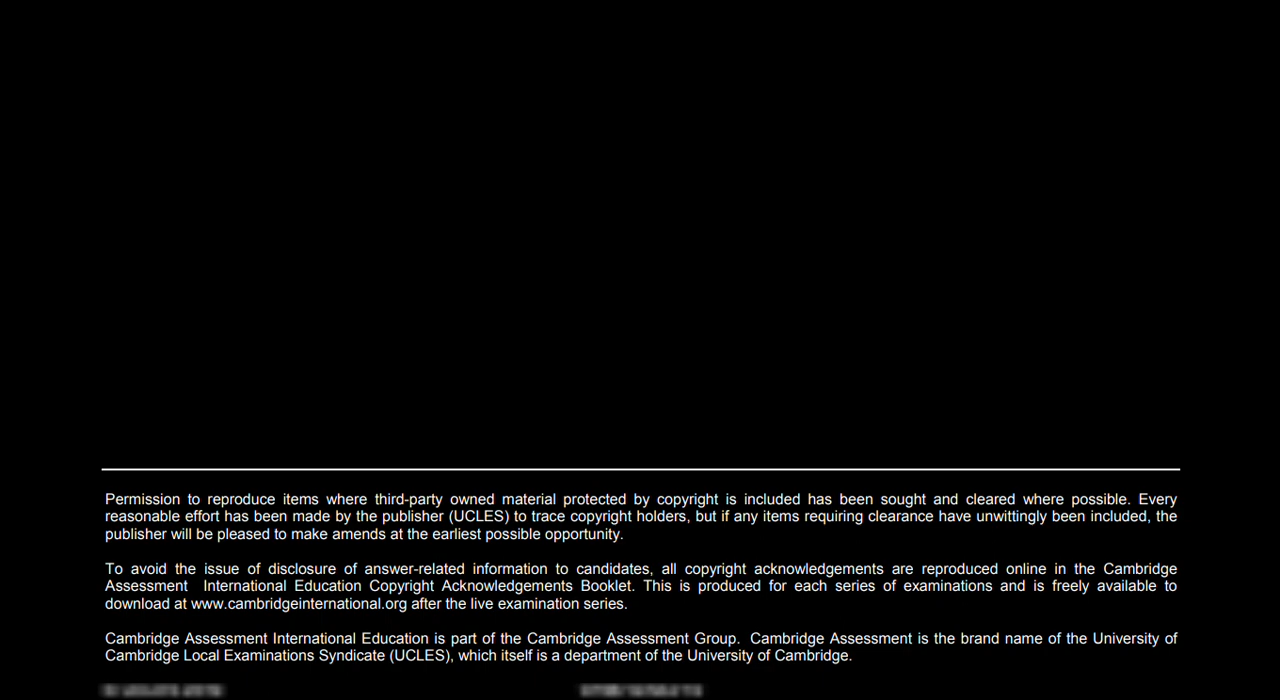 Permission to reproduce items where third-party owned material protected by copyright is included has been sought and cleared where possible. Every
reasonable effort has been made by the publisher (UCLES) to trace copyright holders, but if any items requiring clearance have unwittingly been included, the
publisher will be pleased to make amends at the earliest possible opportunity.
To avoid the issue of disclosure of answer-related information to candidates, all copyright acknowledgements are reproduced online in the Cambridge
Assessment International Education Copyright Acknowledgements Booklet. This is produced for each series of examinations and is freely available to
download at www.cambridgeinternational.org after the live examination series.
Cambridge Assessment International Education is part of the Cambridge Assessment Group. Cambridge Assessment is the brand name of the University of
Cambridge Local Examinations Syndicate (UCLES), which itself is a department of the University of Cambridge.